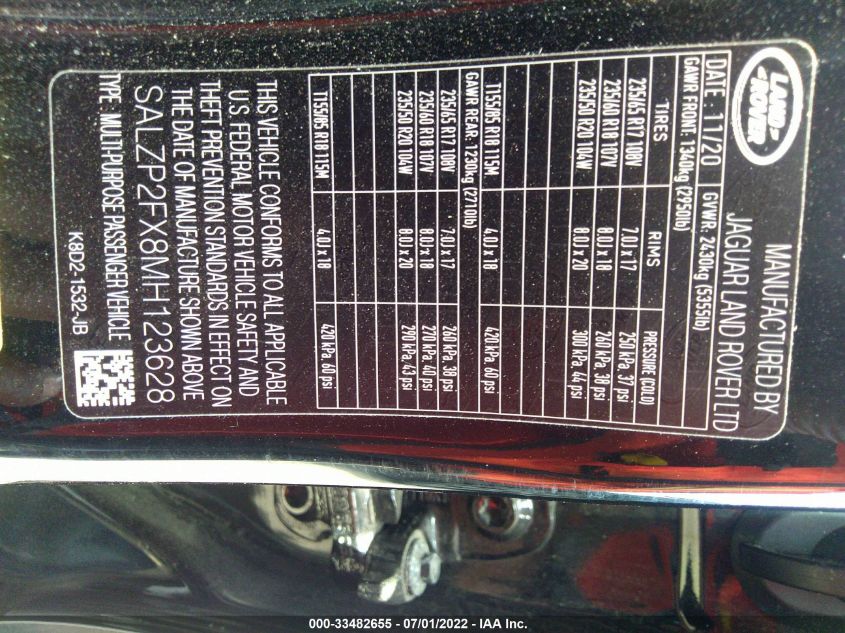 LAND-
ROVER
MANUFACTURED BY
JAGUAR LAND ROVER LTD
DATE: 11/20 GVWR: 2430kg (5355lb)
GAWR FRONT: 1340kg (2950lb)
TIRES RIMS PRESSURE (COLD)
235/65 R17 108V 7.0J x 17 250 kPa, 37 psi
235/60 R18 107V 8.0J x 18 260 kPa, 38 psi
235/50 R20 104W 8.0J x 20 300 kPa, 44 psi
T155/85 R18 115M 4.0J x 18 420 kPa, 60 psi
GAWR REAR: 1230kg (2710lb)
235/65 R17 108V 7.0J x 17 260 kPa, 38 psi
235/60 R18 107V 8.0J x 18 270 kPa, 40 psi
235/50 R20 104W 8.0J x 20 290 kPa, 43 psi
T155/85 R18 115M 4.0J x 18 420 kPa, 60 psi
THIS VEHICLE CONFORMS TO ALL APPLICABLE
U.S. FEDERAL MOTOR VEHICLE SAFETY AND
THEFT PREVENTION STANDARDS IN EFFECT ON
THE DATE OF MANUFACTURE SHOWN ABOVE
SALZP2FX8MH123628
TYPE: MULTI-PURPOSE PASSENGER VEHICLE
K8D2-1532-JB
000-33482655 - 07/01/2022 - IAA Inc.